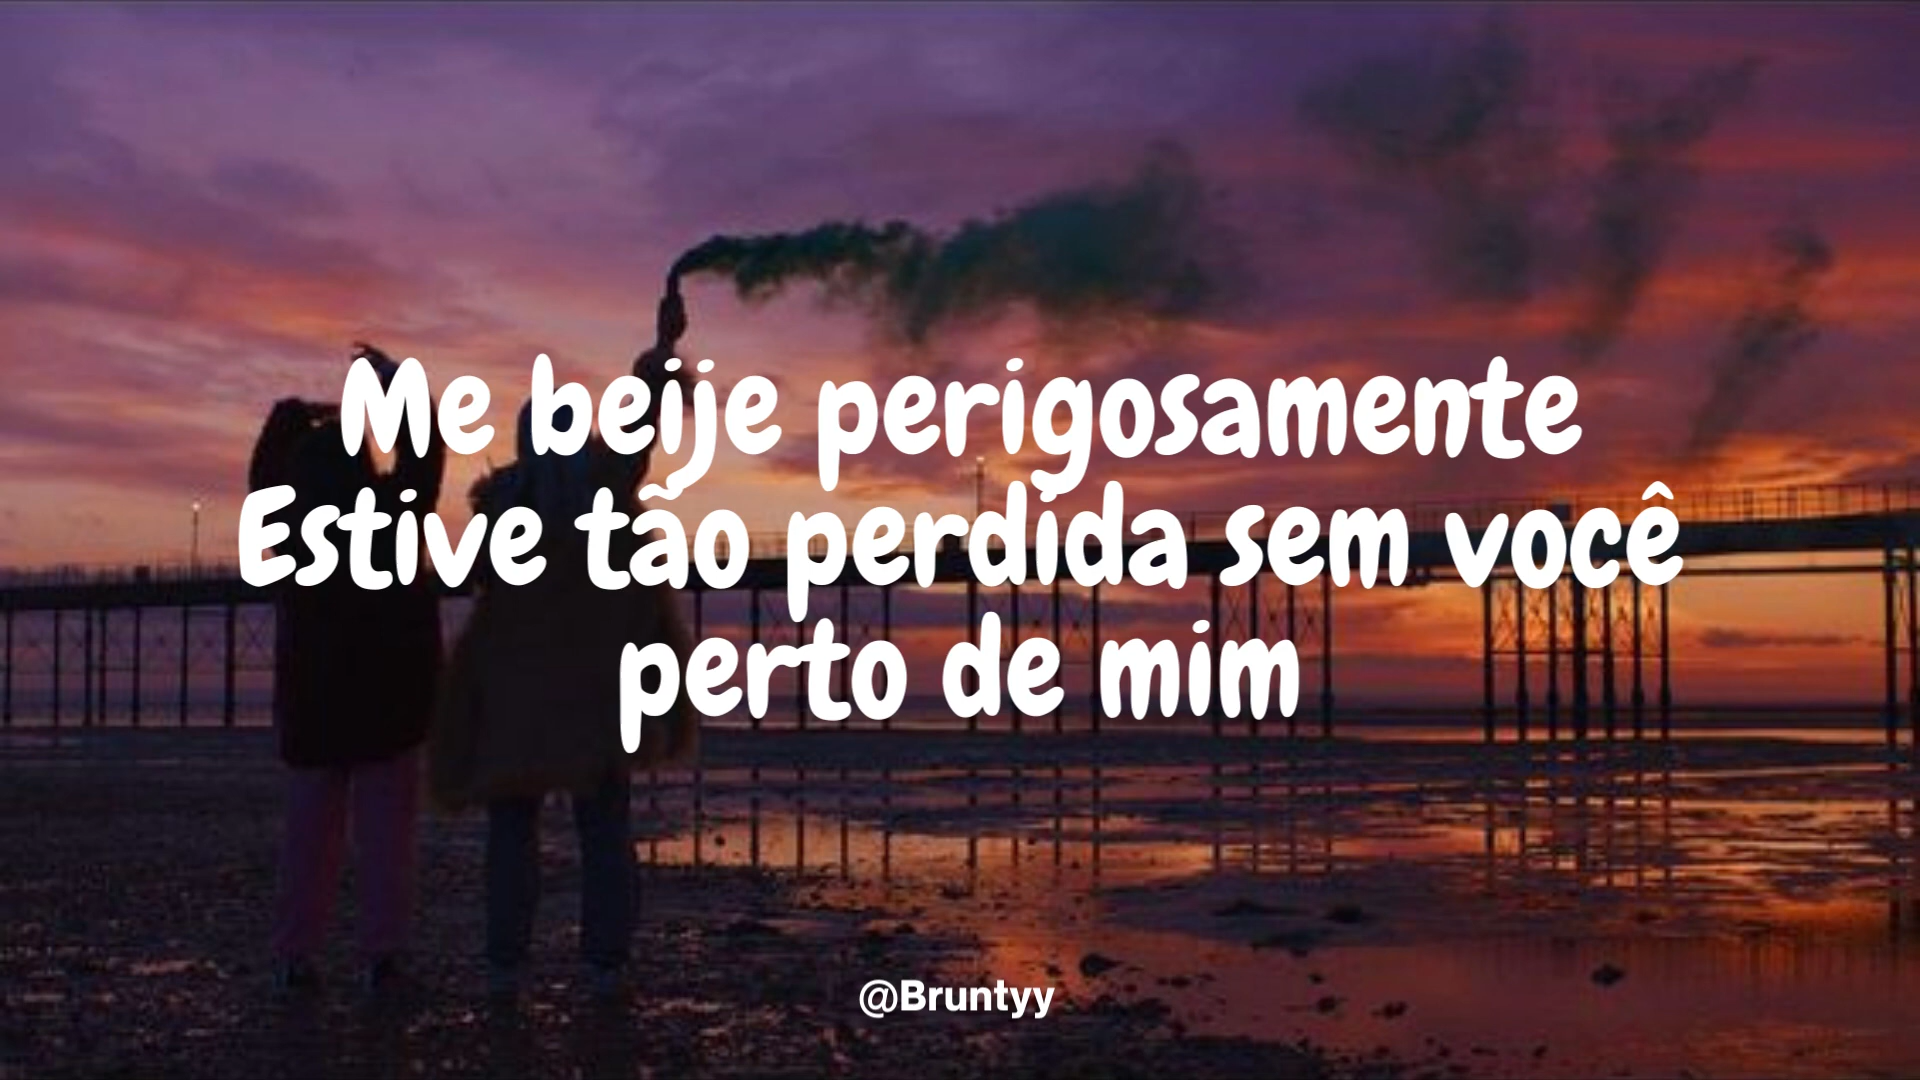 Me beije perigosamente
Estive tão perdida sem você
perto de mim
@Bruntyy